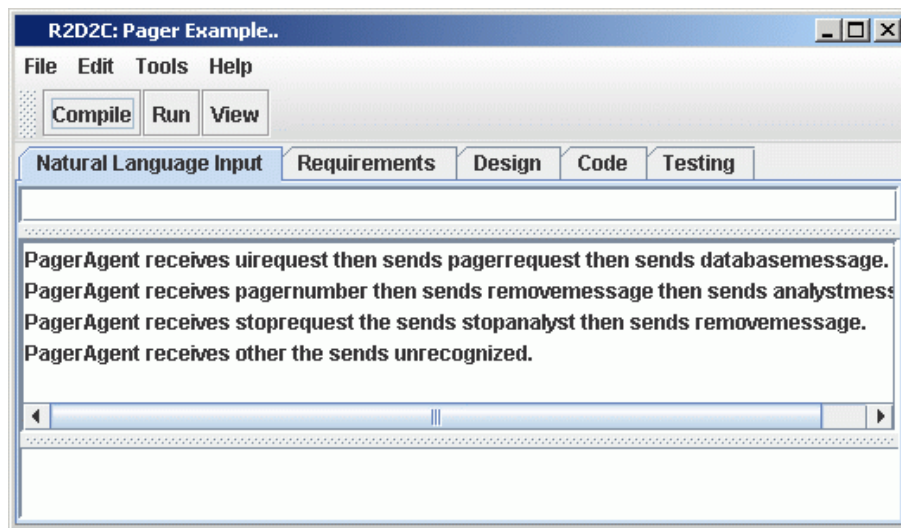 R2D2C: Pager Example..
File Edit Tools Help
Compile Run View
Natural Language Input Requirements Design Code Testing
PagerAgent receives uirequest then sends pagerrequest then sends databasemessage.
PagerAgent receives pagernumber then sends removemessage then sends analystmess
PagerAgent receives stoprequest the sends stopanalyst then sends removemessage.
PagerAgent receives other the sends unrecognized.